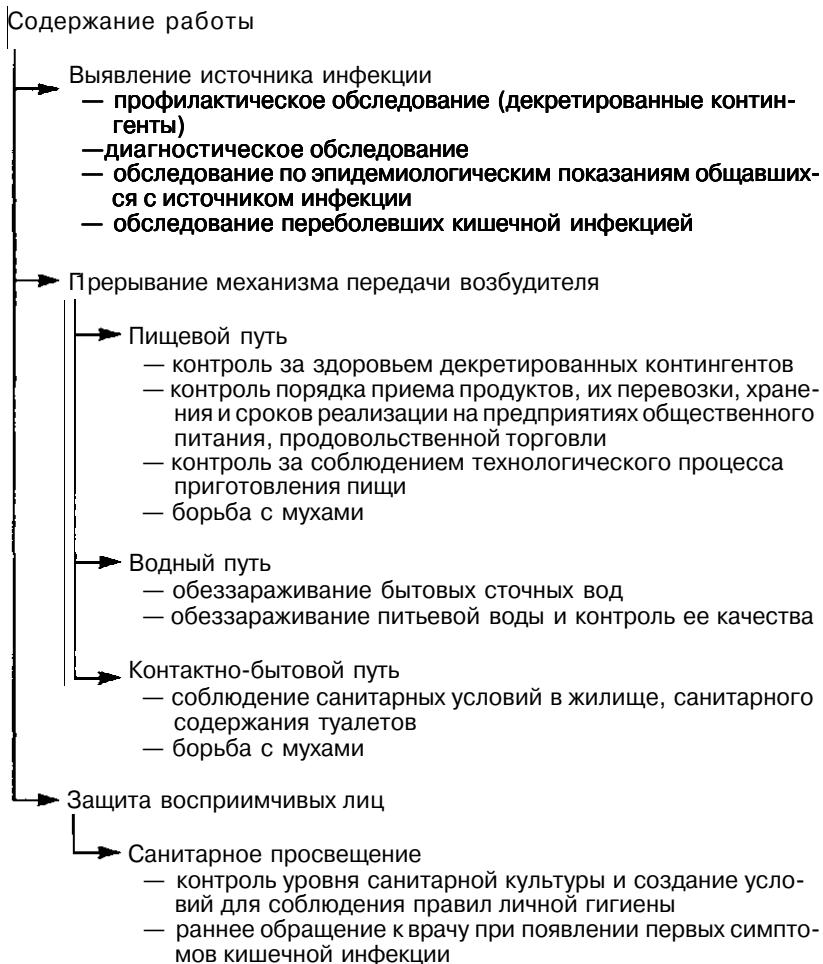 Содержание работы
Выявление источника инфекции
— профилактическое обследование (декретированные контин-
генты)
—диагностическое обследование
— обследование по эпидемиологическим показаниям общавших-
ся с источником инфекции
— обследование переболевших кишечной инфекцией
Прерывание механизма передачи возбудителя
Пищевой путь
— контроль за здоровьем декретированных контингентов
— контроль порядка приема продуктов, их перевозки, хране-
ния и сроков реализации на предприятиях общественного
питания, продовольственной торговли
— контроль за соблюдением технологического процесса
приготовления пищи
— борьба с мухами
Водный путь
— обеззараживание бытовых сточных вод
— обеззараживание питьевой воды и контроль ее качества
Контактно-бытовой путь
— соблюдение санитарных условий в жилище, санитарного
содержания туалетов
— борьба с мухами
Защита восприимчивых лиц
Санитарное просвещение
— контроль уровня санитарной культуры и создание усло-
вий для соблюдения правил личной гигиены
— раннее обращение к врачу при появлении первых симпто-
мов кишечной инфекции